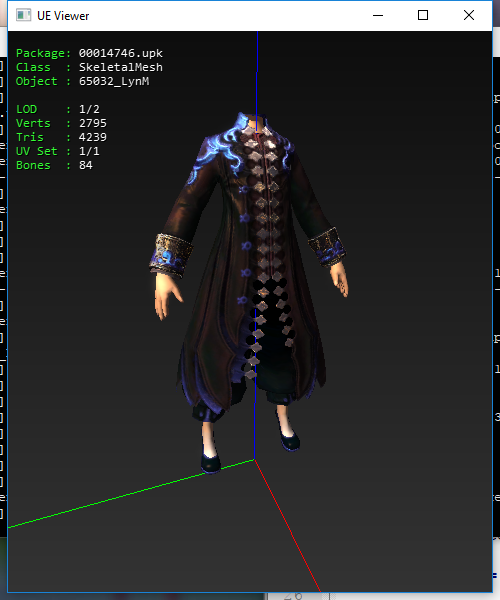 UE Viewer
Package: 00014746.upk
Class : SkeletalMesh
Object : 65032_LynM
LOD : 1/2
Verts : 2795
Tris : 4239
UV Set : 1/1
Bones : 84